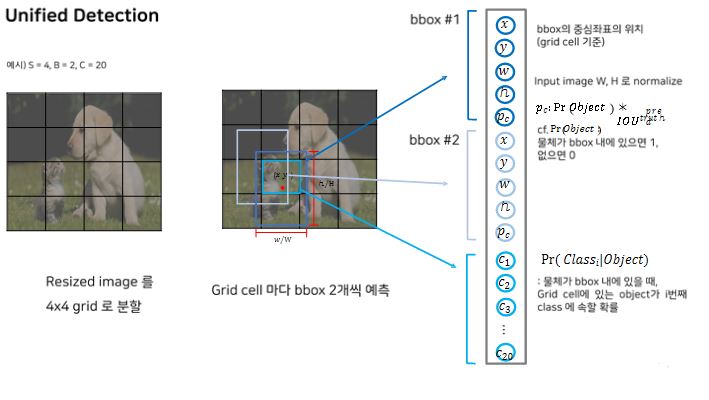 Unified Detection
예시) S = 4, B = 2, C = 20
Resized image 를
4x4 grid 로 분할
(x y)
h/H
w/W
Grid cell 마다 bbox 2개씩 예측
bbox #1
x
y
w
h
p_c
bbox #2
x
y
w
h
p_c
c_1
c_2
c_3
⋮
c_20
bbox의 중심좌표의 위치
(grid cell 기준)
Input image W, H 로 normalize
p_c: Pr(Object) * IOU^truth_pred
cf. Pr(Object)
물체가 bbox 내에 있으면 1,
없으면 0
Pr( Class_i|Object)
: 물체가 bbox 내에 있을 때,
Grid cell에 있는 object가 i번째
class 에 속할 확률